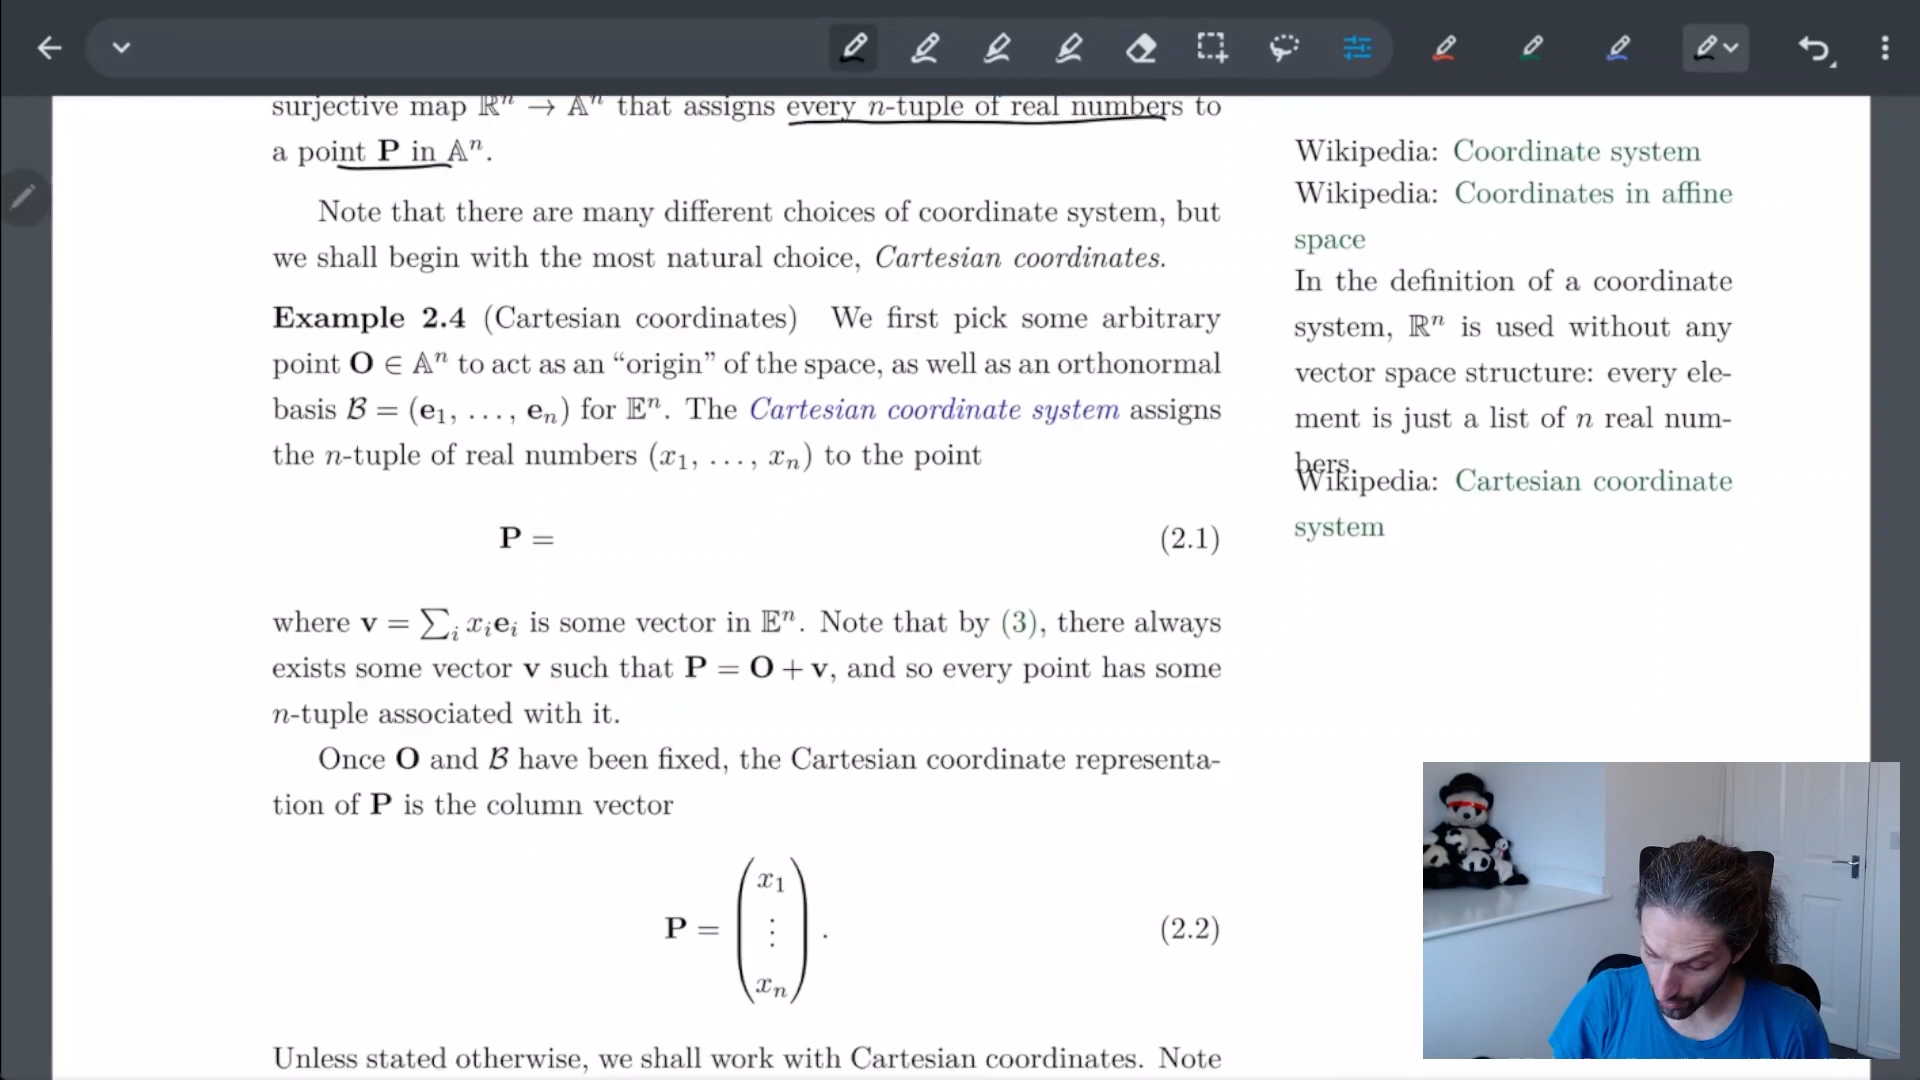 surjective map ℝⁿ → 𝔸ⁿ that assigns every n-tuple of real numbers to
a point P in 𝔸ⁿ.
Note that there are many different choices of coordinate system, but
we shall begin with the most natural choice, Cartesian coordinates.
Example 2.4 (Cartesian coordinates) We first pick some arbitrary
point O ∈ 𝔸ⁿ to act as an “origin” of the space, as well as an orthonormal
basis ℬ = (e₁, …, eₙ) for 𝔼ⁿ. The Cartesian coordinate system assigns
the n-tuple of real numbers (x₁, …, xₙ) to the point
P = (2.1)
where v = ∑ᵢ xᵢeᵢ is some vector in 𝔼ⁿ. Note that by (3), there always
exists some vector v such that P = O + v, and so every point has some
n-tuple associated with it.
Once O and ℬ have been fixed, the Cartesian coordinate representa-
tion of P is the column vector
x₁
P = ( ⋮ ) . (2.2)
xₙ
Unless stated otherwise, we shall work with Cartesian coordinates. Note
Wikipedia: Coordinate system
Wikipedia: Coordinates in affine
space
In the definition of a coordinate
system, ℝⁿ is used without any
vector space structure: every ele-
ment is just a list of n real num-
bers.
Wikipedia: Cartesian coordinate
system